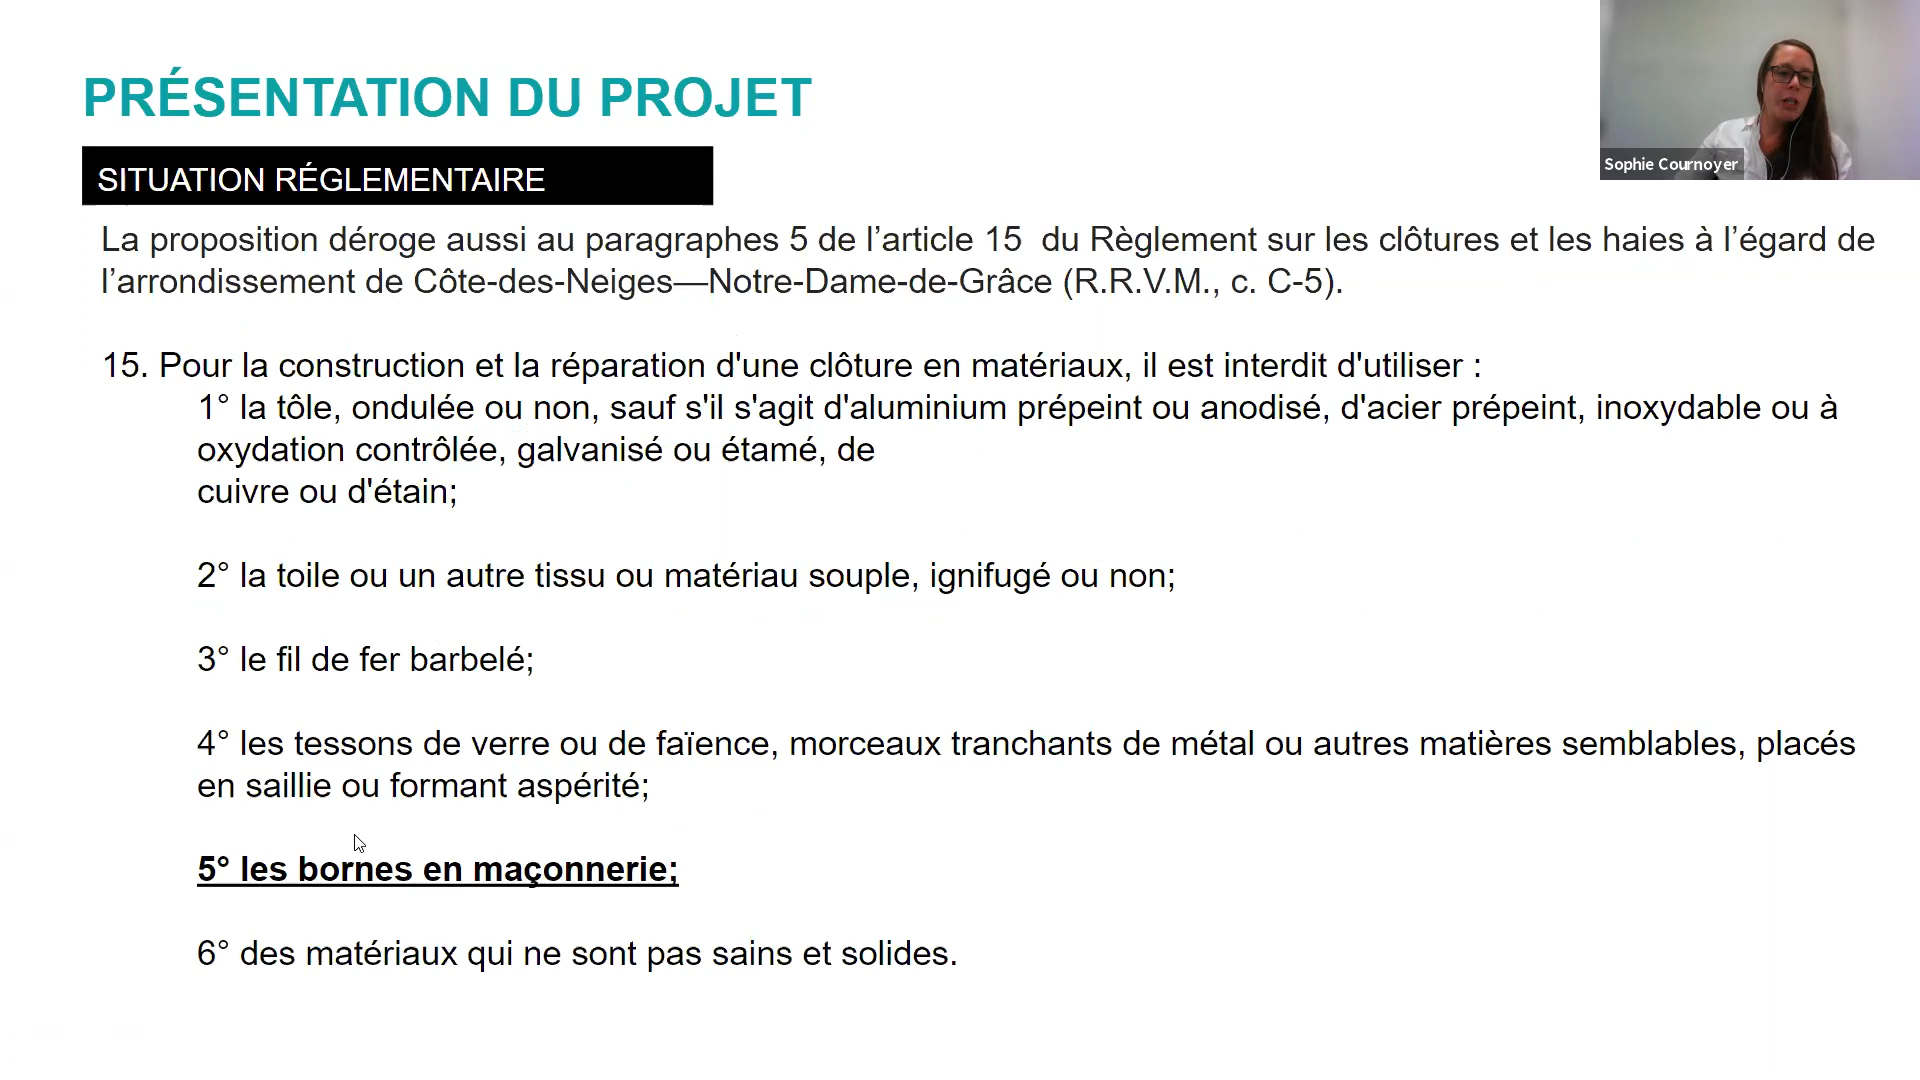 PRÉSENTATION DU PROJET
Sophie Cournoyer
SITUATION RÉGLEMENTAIRE
La proposition déroge aussi au paragraphes 5 de l’article 15  du Règlement sur les clôtures et les haies à l’égard de
l’arrondissement de Côte-des-Neiges—Notre-Dame-de-Grâce (R.R.V.M., c. C-5).
15. Pour la construction et la réparation d'une clôture en matériaux, il est interdit d'utiliser :
1° la tôle, ondulée ou non, sauf s'il s'agit d'aluminium prépeint ou anodisé, d'acier prépeint, inoxydable ou à
oxydation contrôlée, galvanisé ou étamé, de
cuivre ou d'étain;
2° la toile ou un autre tissu ou matériau souple, ignifugé ou non;
3° le fil de fer barbelé;
4° les tessons de verre ou de faïence, morceaux tranchants de métal ou autres matières semblables, placés
en saillie ou formant aspérité;
5° les bornes en maçonnerie;
6° des matériaux qui ne sont pas sains et solides.